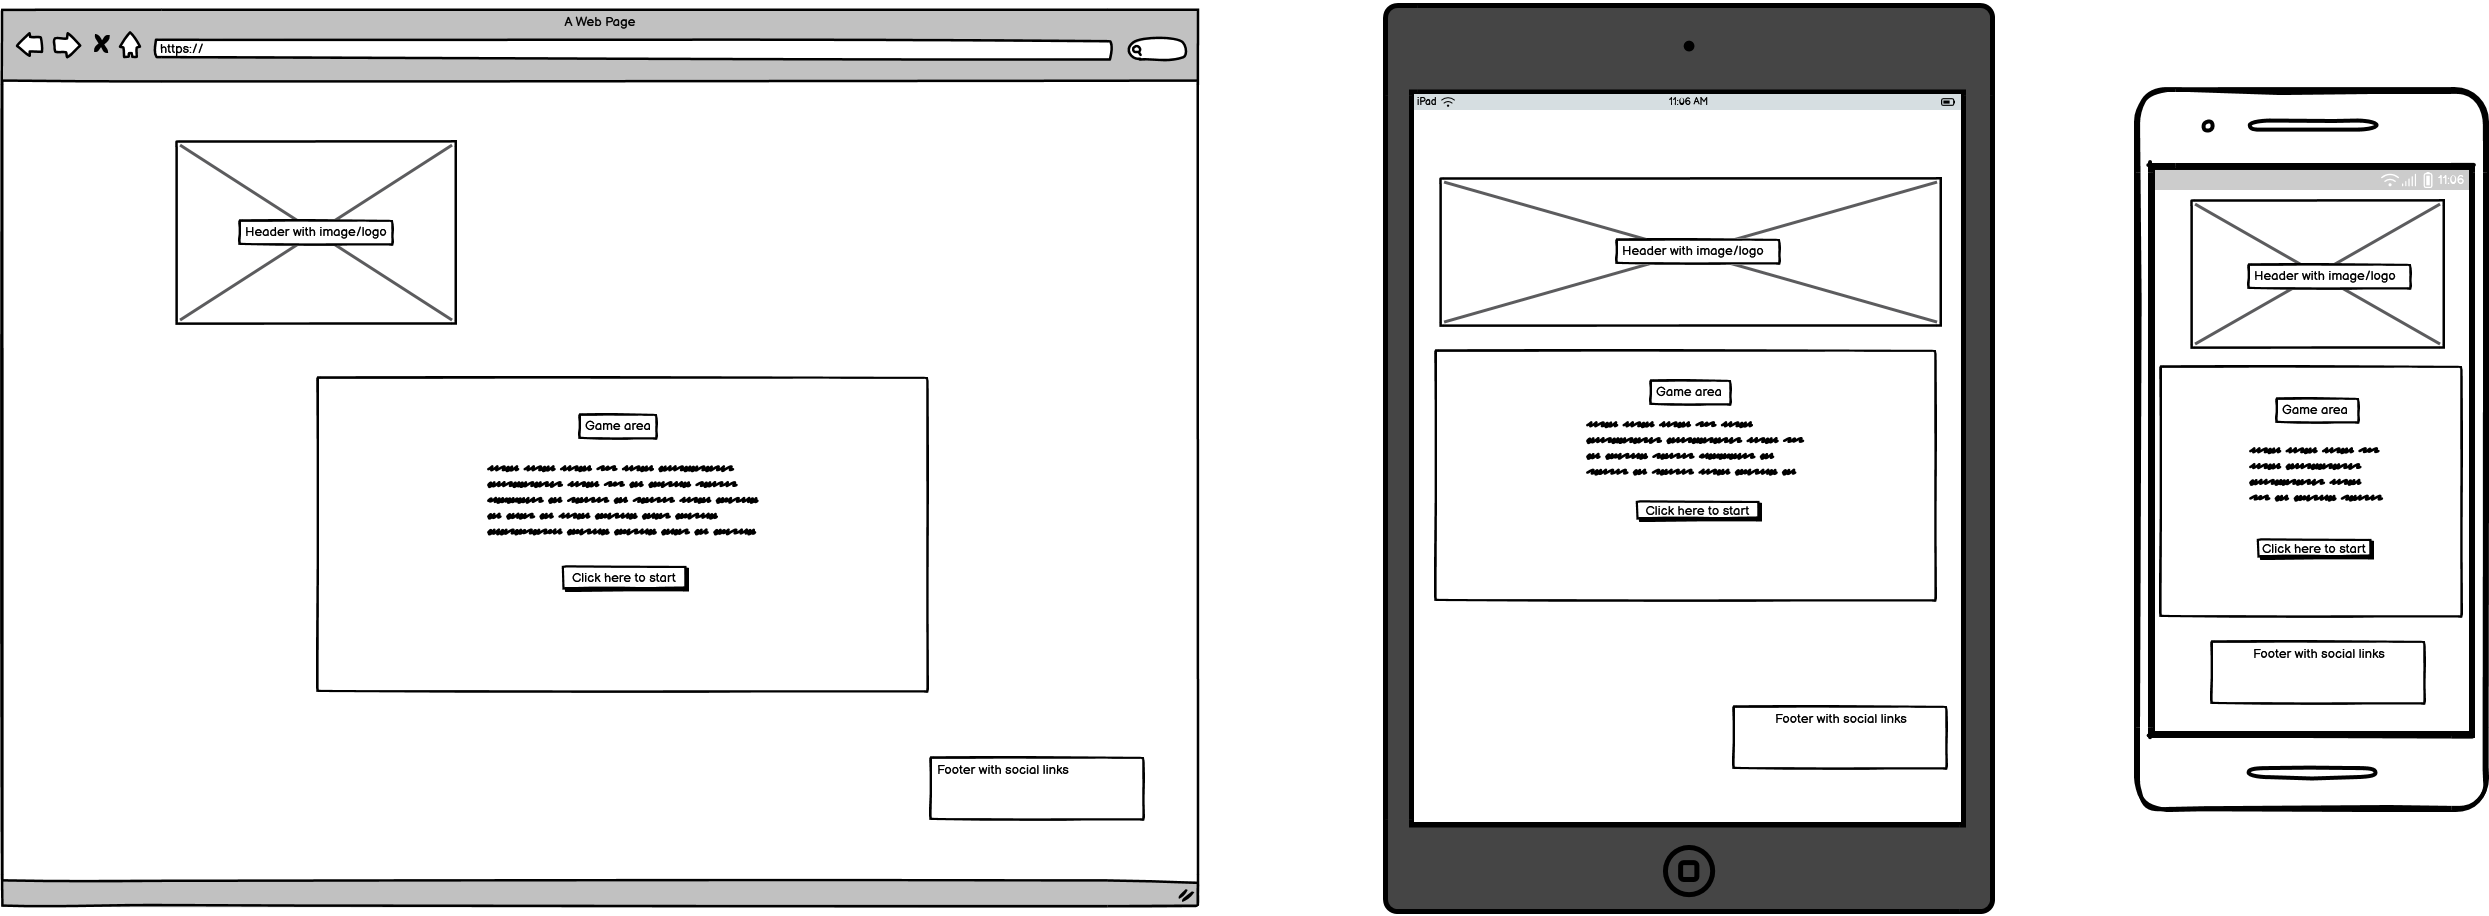 A Web Page
https://
Header with image/logo
Game area
Click here to start
Footer with social links
iPad
11:06 AM
Header with image/logo
Game area
Click here to start
Footer with social links
11:06
Header with image/logo
Game area
Click here to start
Footer with social links